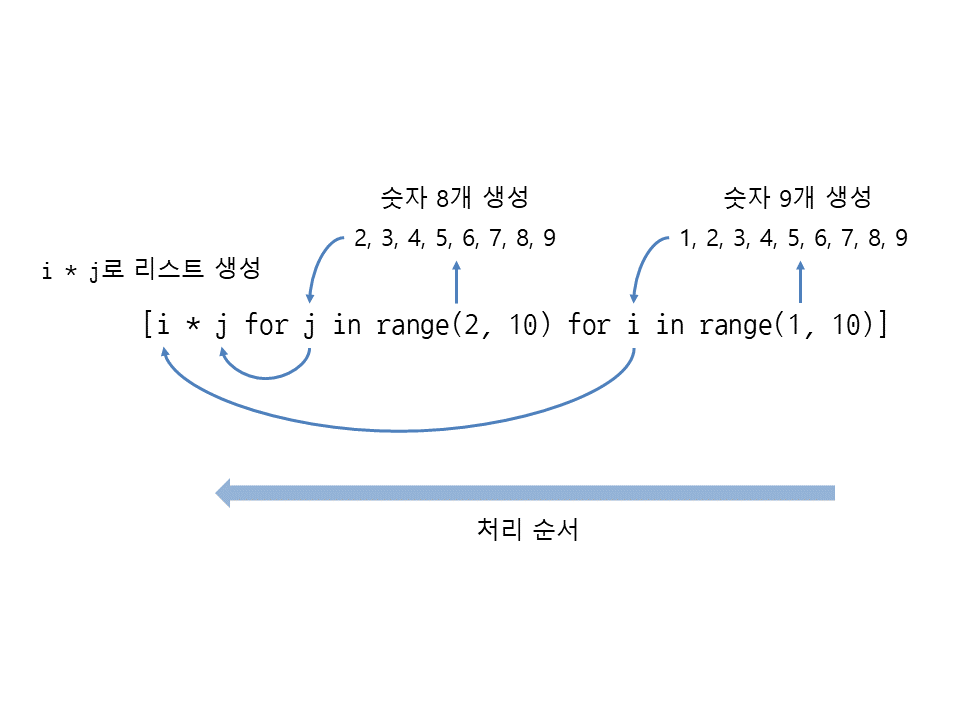 숫자 8개 생성
2, 3, 4, 5, 6, 7, 8, 9
숫자 9개 생성
1, 2, 3, 4, 5, 6, 7, 8, 9
i * j로 리스트 생성
[i * j for j in range(2, 10) for i in range(1, 10)]
처리 순서